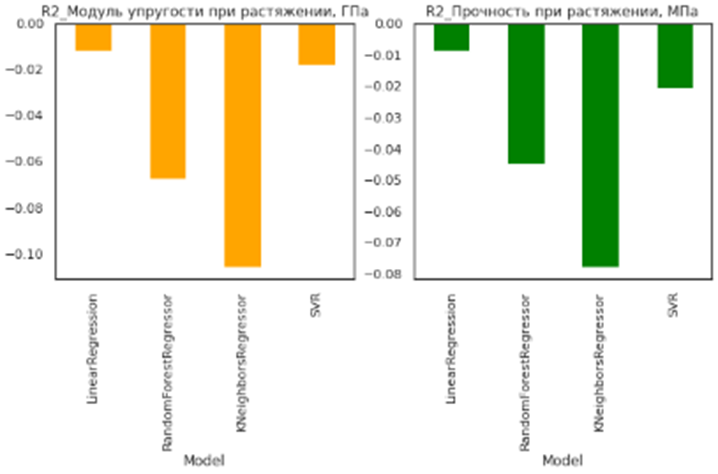 R2_Модуль упругости при растяжении, ГПа
0.00
−0.02
−0.04
−0.06
−0.08
−0.10
LinearRegression
RandomForestRegressor
KNeighborsRegressor
SVR
Model
R2_Прочность при растяжении, МПа
0.00
−0.01
−0.02
−0.03
−0.04
−0.05
−0.06
−0.07
−0.08
LinearRegression
RandomForestRegressor
KNeighborsRegressor
SVR
Model